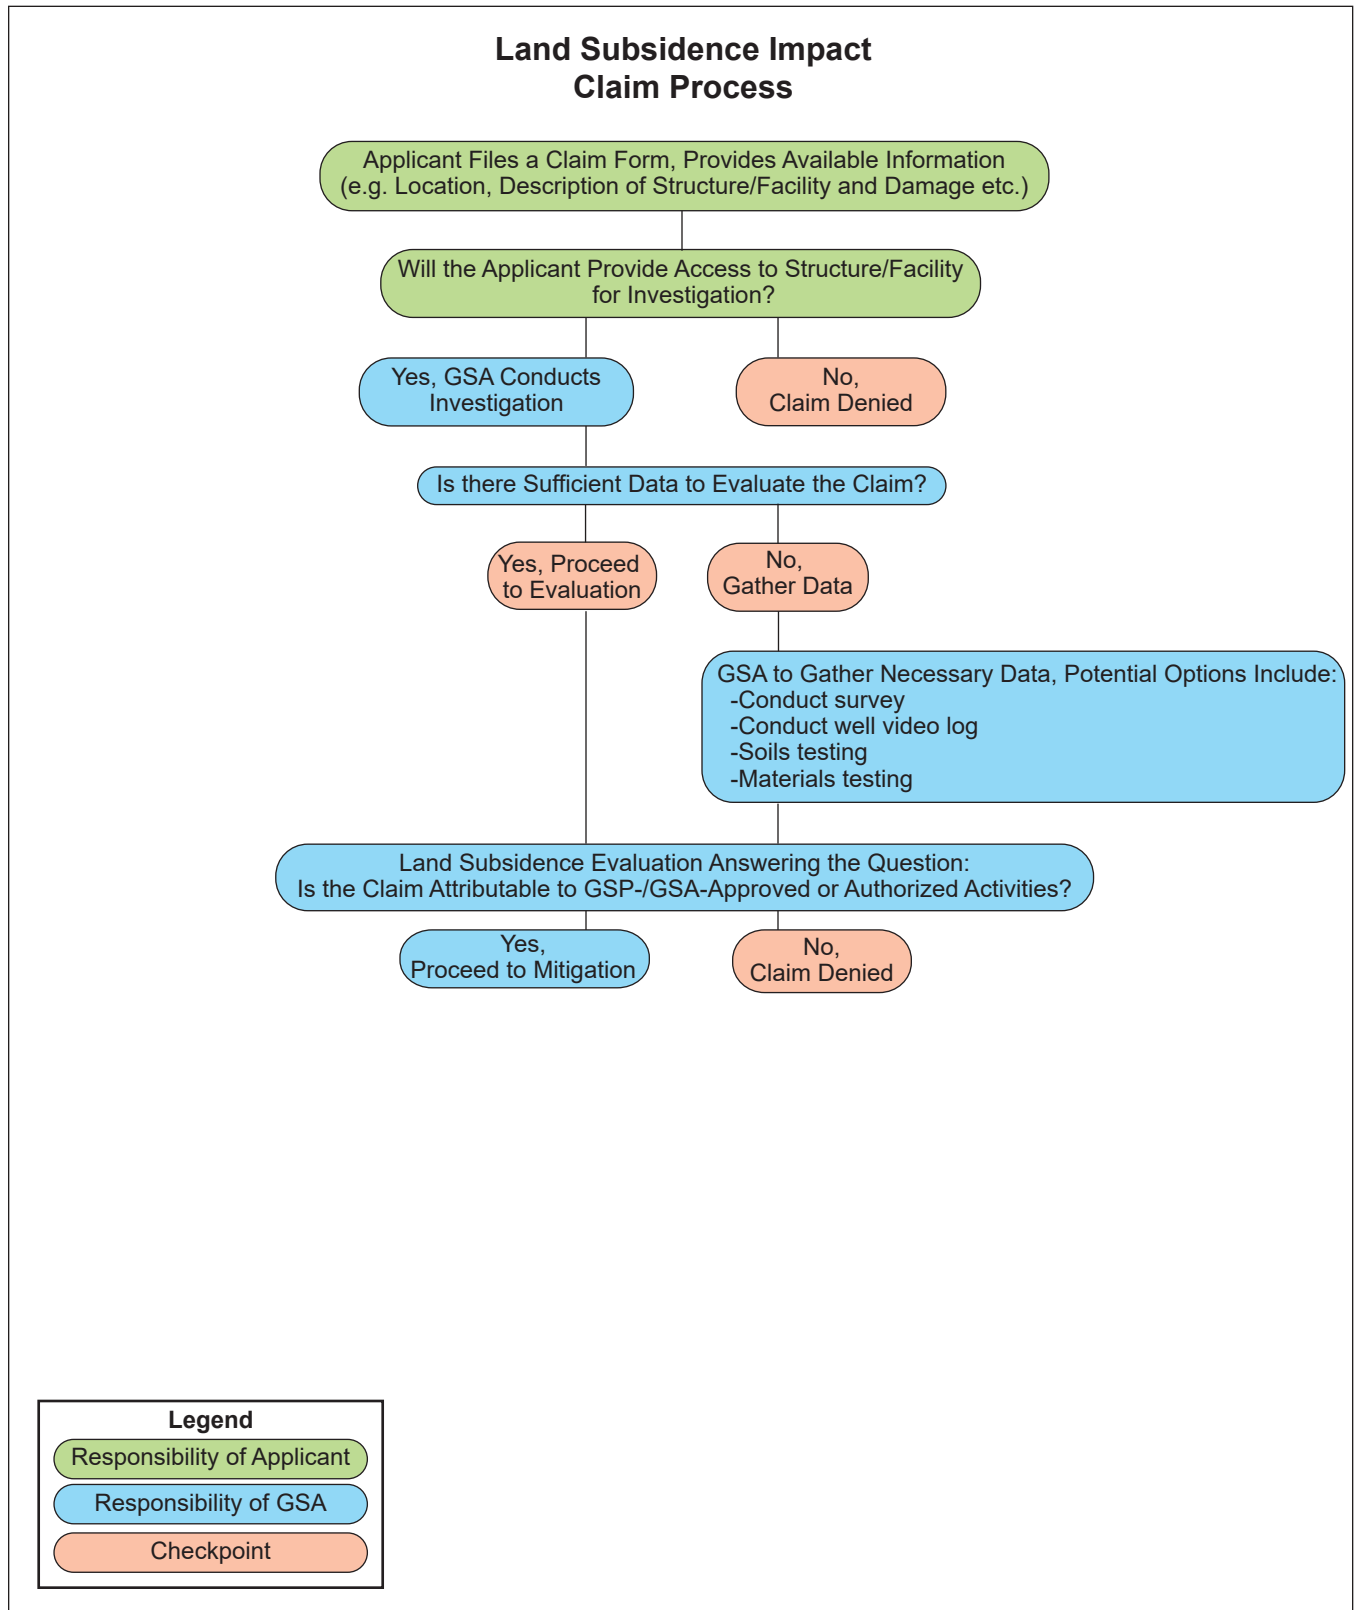 Land Subsidence Impact
Claim Process
Applicant Files a Claim Form, Provides Available Information
(e.g. Location, Description of Structure/Facility and Damage etc.)
Will the Applicant Provide Access to Structure/Facility
for Investigation?
Yes, GSA Conducts
Investigation
No,
Claim Denied
Is there Sufficient Data to Evaluate the Claim?
Yes, Proceed
to Evaluation
No,
Gather Data
GSA to Gather Necessary Data, Potential Options Include:
-Conduct survey
-Conduct well video log
-Soils testing
-Materials testing
Land Subsidence Evaluation Answering the Question:
Is the Claim Attributable to GSP-/GSA-Approved or Authorized Activities?
Yes,
Proceed to Mitigation
No,
Claim Denied
Legend
Responsibility of Applicant
Responsibility of GSA
Checkpoint